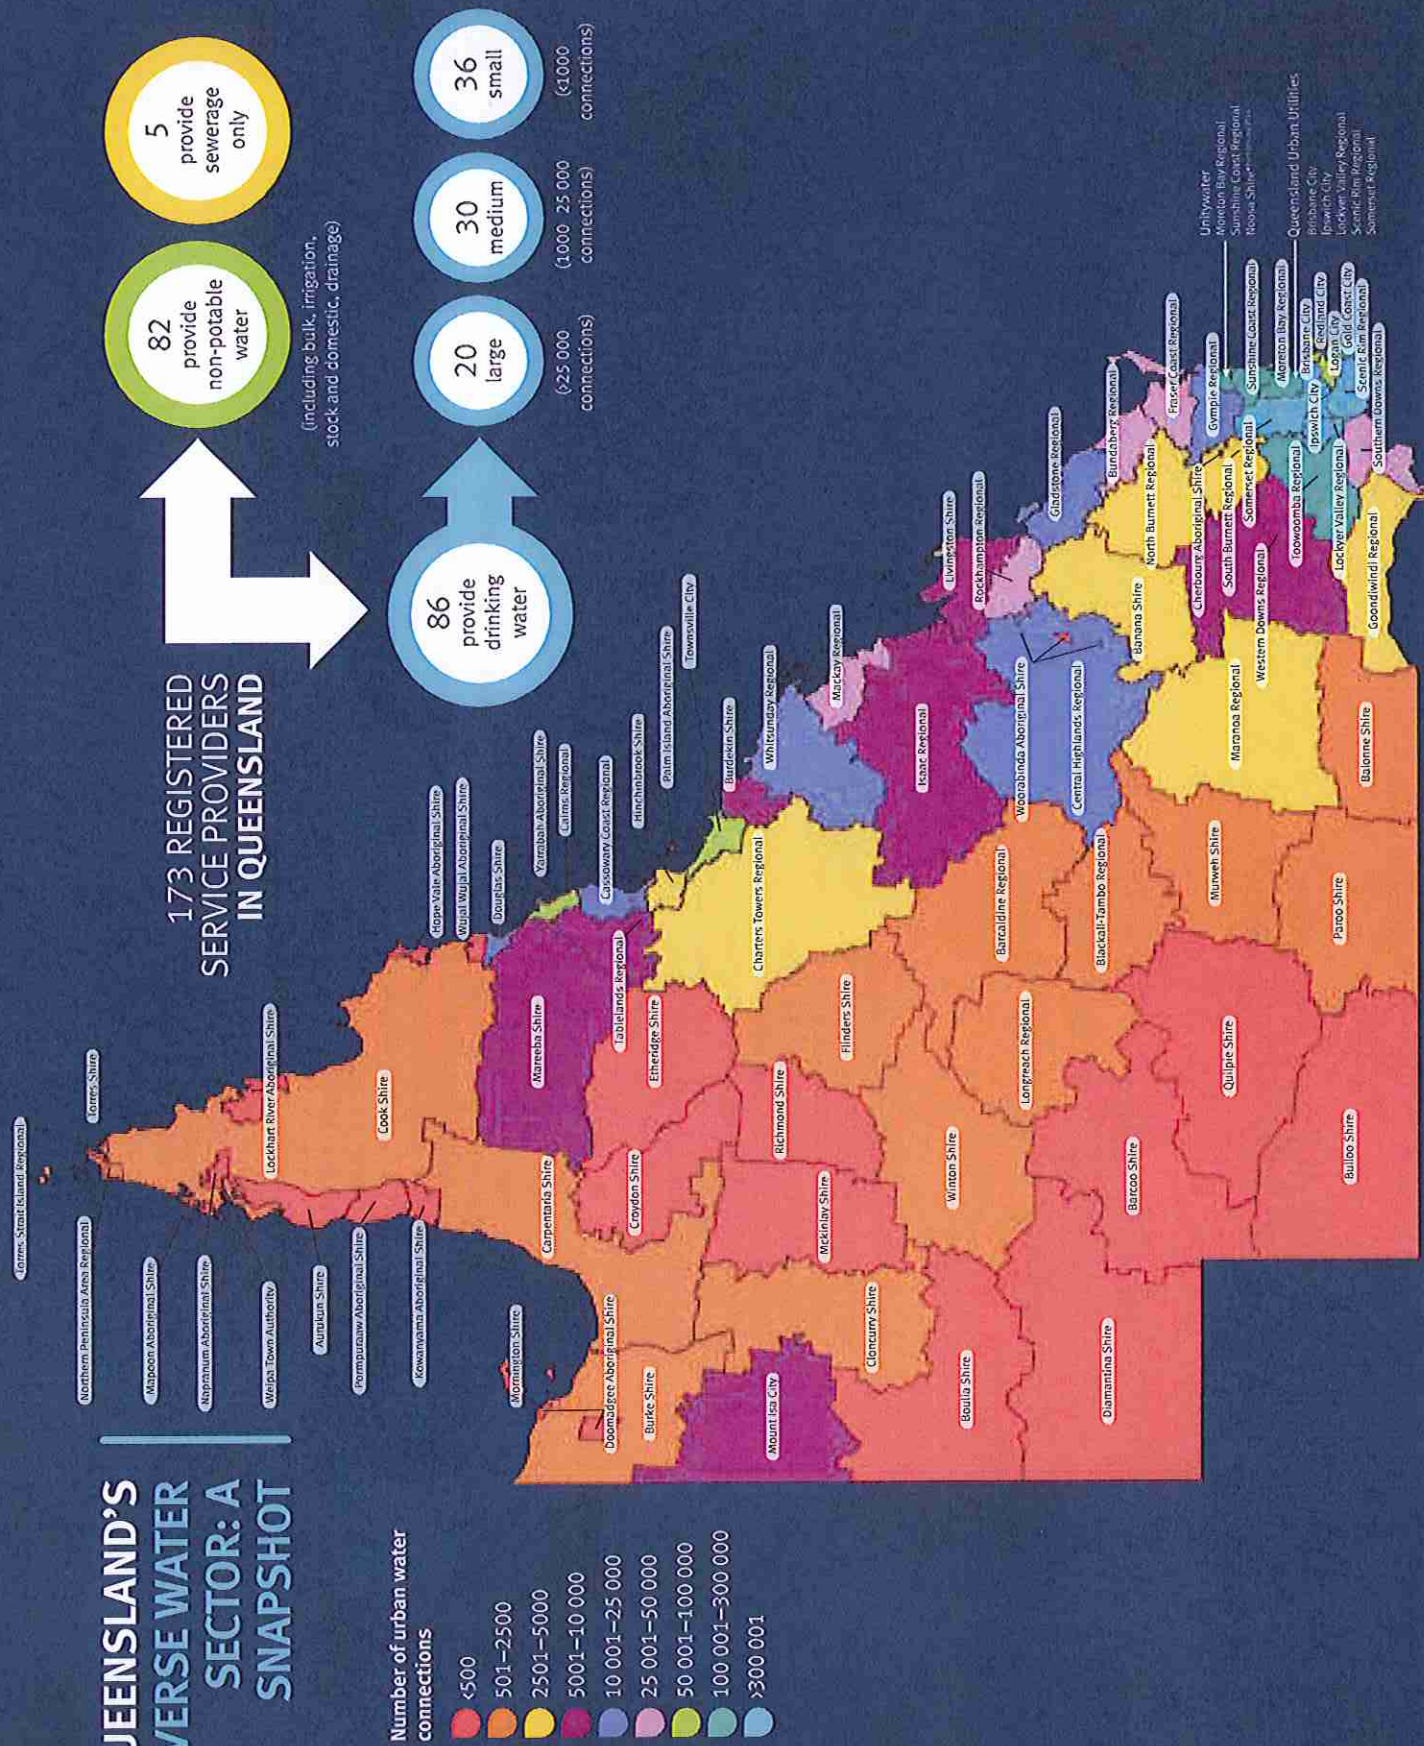 UEENSLAND'S
VERSE WATER
SECTOR: A
SNAPSHOT
173 REGISTERED
SERVICE PROVIDERS
IN QUEENSLAND
82
provide
non-potable
water
5
provide
sewerage
only
(including bulk, irrigation,
stock and domestic, drainage)
86
provide
drinking
water
20
large
30
medium
36
small
(>25 000
connections)
(1000 25 000
connections)
(<1000
connections)
Number of urban water
connections
<500
501–2500
2501–5000
5001–10 000
10 001–25 000
25 001–50 000
50 001–100 000
100 001–300 000
>300 001
Torres Strait Island Regional
Torres Shire
Northern Peninsula Area Regional
Mapoon Aboriginal Shire
Napranum Aboriginal Shire
Weipa Town Authority
Lockhart River Aboriginal Shire
Aurukun Shire
Pormpuraaw Aboriginal Shire
Cook Shire
Kowanyama Aboriginal Shire
Hope Vale Aboriginal Shire
Wujal Wujal Aboriginal Shire
Douglas Shire
Mornington Shire
Yarrabah Aboriginal Shire
Mareeba Shire
Carpentaria Shire
Cairns Regional
Cassowary Coast Regional
Doomadgee Aboriginal Shire
Tablelands Regional
Hinchinbrook Shire
Burke Shire
Croydon Shire
Etheridge Shire
Palm Island Aboriginal Shire
Townsville City
Burdekin Shire
Charters Towers Regional
Whitsunday Regional
Mount Isa City
Richmond Shire
Mckinlay Shire
Flinders Shire
Mackay Regional
Cloncurry Shire
Isaac Regional
Livingston Shire
Rockhampton Regional
Winton Shire
Boulia Shire
Barcaldine Regional
Longreach Regional
Woorabinda Aboriginal Shire
Gladstone Regional
Central Highlands Regional
Blackall-Tambo Regional
Diamantina Shire
Barcoo Shire
Bundaberg Regional
Banana Shire
North Burnett Regional
Fraser Coast Regional
Cherbourg Aboriginal Shire
Gympie Regional
Murweh Shire
Quilpie Shire
Maranoa Regional
South Burnett Regional
Somerset Regional
Sunshine Coast Regional
Western Downs Regional
Moreton Bay Regional
Toowoomba Regional
Brisbane City
Ipswich City
Redland City
Logan City
Gold Coast City
Lockyer Valley Regional
Scenic Rim Regional
Southern Downs Regional
Goondiwindi Regional
Balonne Shire
Paroo Shire
Bulloo Shire
Unitywater
Moreton Bay Regional
Sunshine Coast Regional
Noosa Shire
Queensland Urban Utilities
Brisbane City
Ipswich City
Lockyer Valley Regional
Scenic Rim Regional
Somerset Regional